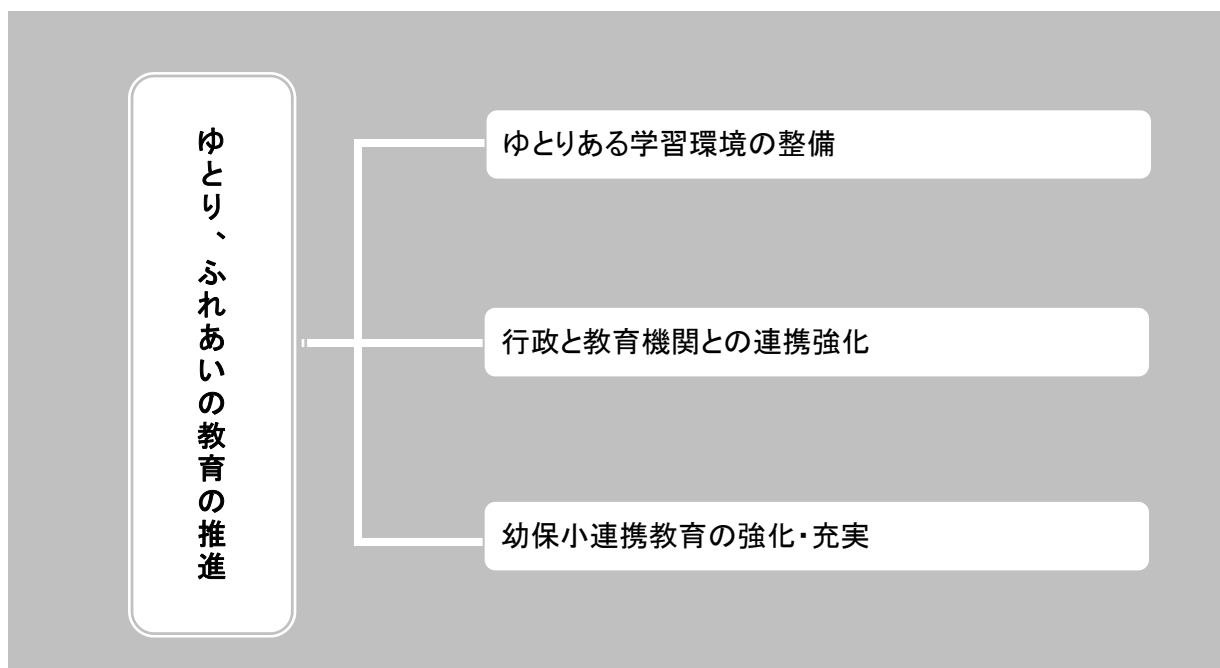 ゆとり、ふれあいの教育の推進
ゆとりある学習環境の整備
行政と教育機関との連携強化
幼保小連携教育の強化・充実